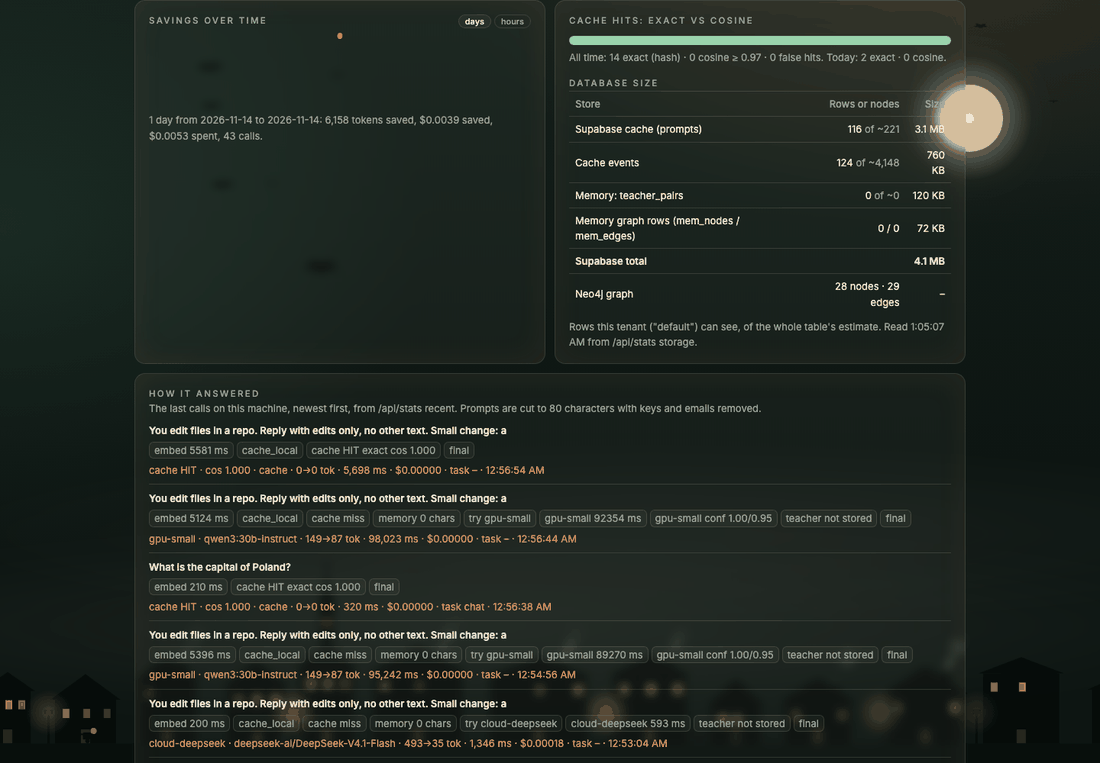 SAVINGS OVER TIME
days hours
1 day from 2026-11-14 to 2026-11-14: 6,158 tokens saved, $0.0039 saved,
$0.0053 spent, 43 calls.
CACHE HITS: EXACT VS COSINE
All time: 14 exact (hash) · 0 cosine ≥ 0.97 · 0 false hits. Today: 2 exact · 0 cosine.
DATABASE SIZE
Store Rows or nodes Size
Supabase cache (prompts) 116 of ~221 3.1 MB
Cache events 124 of ~4,148 760
KB
Memory: teacher_pairs 0 of ~0 120 KB
Memory graph rows (mem_nodes /
mem_edges) 0 / 0 72 KB
Supabase total 4.1 MB
Neo4j graph 28 nodes · 29
edges –
Rows this tenant ("default") can see, of the whole table's estimate. Read 1:05:07
AM from /api/stats storage.
HOW IT ANSWERED
The last calls on this machine, newest first, from /api/stats recent. Prompts are cut to 80 characters with keys and emails removed.
You edit files in a repo. Reply with edits only, no other text. Small change: a
embed 5581 ms cache_local cache HIT exact cos 1.000 final
cache HIT · cos 1.000 · cache · 0→0 tok · 5,698 ms · $0.00000 · task – · 12:56:54 AM
You edit files in a repo. Reply with edits only, no other text. Small change: a
embed 5124 ms cache_local cache miss memory 0 chars try gpu-small gpu-small 92354 ms gpu-small conf 1.00/0.95 teacher not stored final
gpu-small · qwen3:30b-instruct · 149→87 tok · 98,023 ms · $0.00000 · task – · 12:56:44 AM
What is the capital of Poland?
embed 210 ms cache HIT exact cos 1.000 final
cache HIT · cos 1.000 · cache · 0→0 tok · 320 ms · $0.00000 · task chat · 12:56:38 AM
You edit files in a repo. Reply with edits only, no other text. Small change: a
embed 5396 ms cache_local cache miss memory 0 chars try gpu-small gpu-small 89270 ms gpu-small conf 1.00/0.95 teacher not stored final
gpu-small · qwen3:30b-instruct · 149→87 tok · 95,242 ms · $0.00000 · task – · 12:54:56 AM
You edit files in a repo. Reply with edits only, no other text. Small change: a
embed 200 ms cache_local cache miss memory 0 chars try cloud-deepseek cloud-deepseek 593 ms teacher not stored final
cloud-deepseek · deepseek-ai/DeepSeek-V4.1-Flash · 493→35 tok · 1,346 ms · $0.00018 · task – · 12:53:04 AM